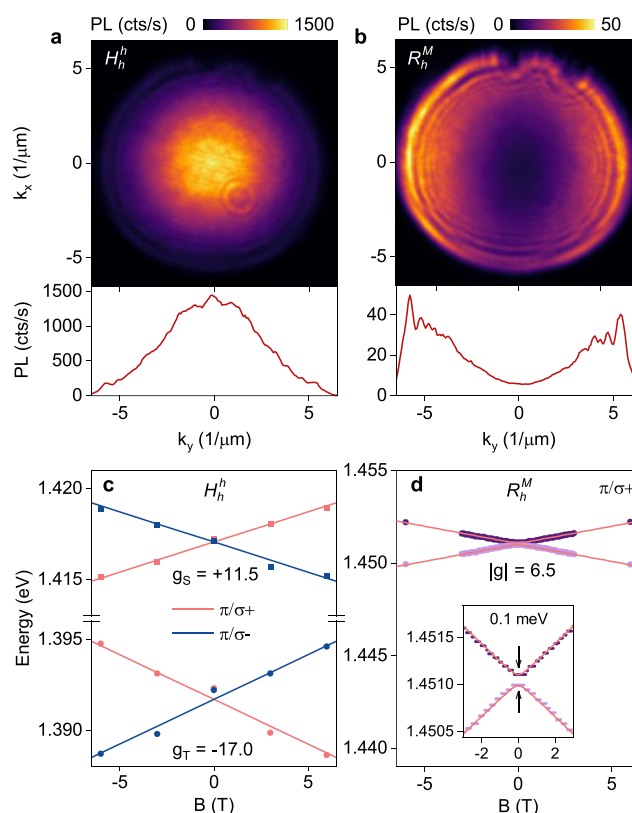 PL (cts/s) 0 1500
PL (cts/s) 0 50
a H_h^h
b R_h^M
5
0
-5
k_x (1/μm)
5
0
-5
1500
1000
500
0
PL (cts/s)
40
20
0
-5 0 5
k_y (1/μm)
-5 0 5
k_y (1/μm)
c H_h^h
1.420
1.415
1.395
1.390
Energy (eV)
g_S = +11.5
π/σ+
π/σ-
g_T = -17.0
-5 0 5
B (T)
d R_h^M π/σ+
1.455
1.450
1.444
1.440
|g| = 6.5
0.1 meV
1.4515
1.4510
1.4505
-2 0 2
-5 0 5
B (T)